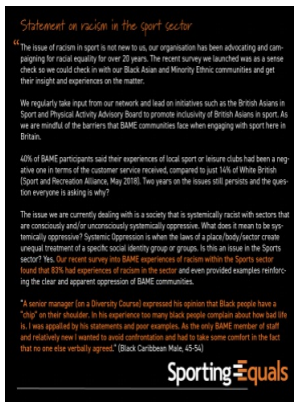 Statement on racism in the sport sector
“The issue of racism in sport is not new to us, our organisation has been advocating and cam-
paigning for racial equality for over 20 years. The recent survey we launched was as a sense
check so we could check in with our Black Asian and Minority Ethnic communities and get
their insight and experiences on the matter.
We regularly take input from our network and lead on initiatives such as the British Asians in
Sport and Physical Activity Advisory Board to promote inclusivity of British Asians in sport. As
we are mindful of the barriers that BAME communities face when engaging with sport here in
Britain.
40% of BAME participants said their experiences of local sport or leisure clubs had been a neg-
ative one in terms of the customer service received, compared to just 14% of White British
(Sport and Recreation Alliance, May 2018). Two years on the issues still persists and the ques-
tion everyone is asking is why?
The issue we are currently dealing with is a society that is systemically racist with sectors that
are consciously and/or unconsciously systemically oppressive. What does it mean to be sys-
temically oppressive? Systemic Oppression is when the laws of a place/body/sector create
unequal treatment of a specific social identity group or groups. Is this an issue in the Sports
sector? Yes. Our recent survey into BAME experiences of racism within the Sports sector
found that 83% had experiences of racism in the sector and even provided examples reinforc-
ing the clear and apparent oppression of BAME communities.
“A senior manager (on a Diversity Course) expressed his opinion that Black people have a
“chip” on their shoulder. In his experience too many black people complain about how bad life
is. I was appalled by his statements and poor examples. As the only BAME member of staff
and relatively new I wanted to avoid confrontation and had to take some comfort in the fact
that no one else verbally agreed.” (Black Caribbean Male, 45-54)
Sporting Equals